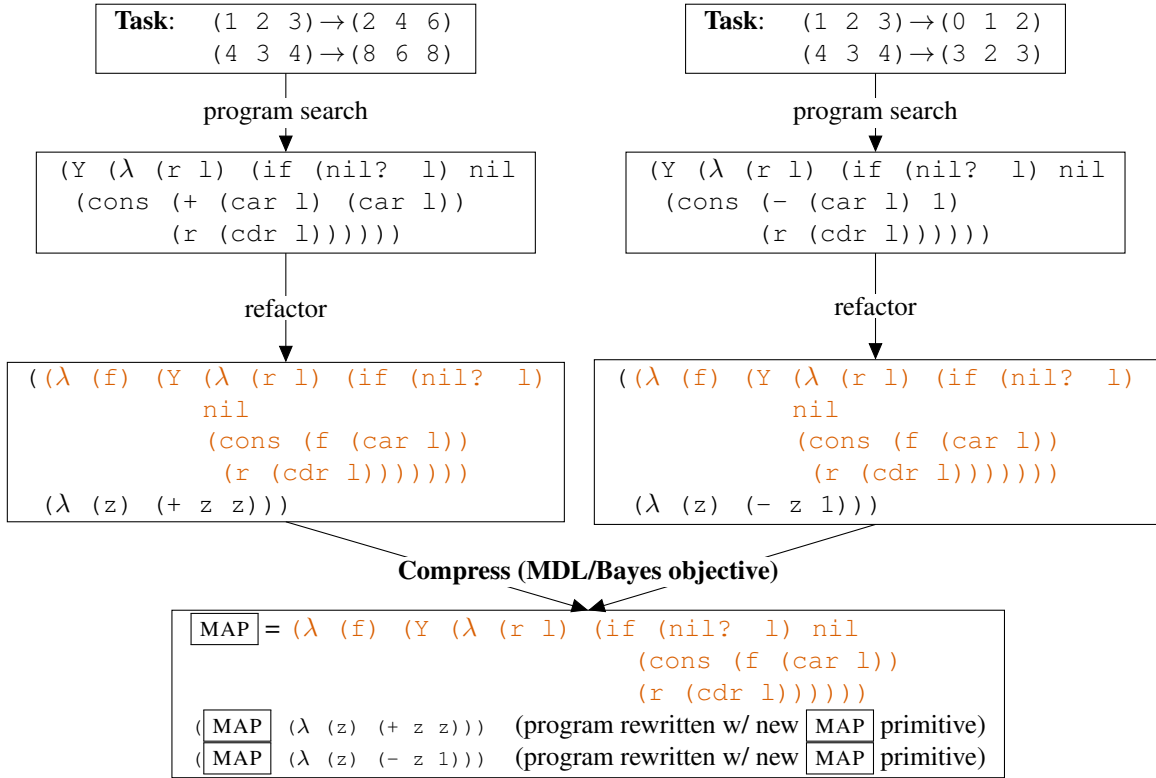 Task: (1 2 3)→(2 4 6)
(4 3 4)→(8 6 8)
program search
(Y (λ (r l) (if (nil? l) nil
(cons (+ (car l) (car l))
(r (cdr l))))))
refactor
((λ (f) (Y (λ (r l) (if (nil? l)
nil
(cons (f (car l))
(r (cdr l)))))))
(λ (z) (+ z z)))
Task: (1 2 3)→(0 1 2)
(4 3 4)→(3 2 3)
program search
(Y (λ (r l) (if (nil? l) nil
(cons (- (car l) 1)
(r (cdr l))))))
refactor
((λ (f) (Y (λ (r l) (if (nil? l)
nil
(cons (f (car l))
(r (cdr l)))))))
(λ (z) (- z 1)))
Compress (MDL/Bayes objective)
MAP = (λ (f) (Y (λ (r l) (if (nil? l) nil
(cons (f (car l))
(r (cdr l))))))
(MAP (λ (z) (+ z z))) (program rewritten w/ new MAP primitive)
(MAP (λ (z) (- z 1))) (program rewritten w/ new MAP primitive)